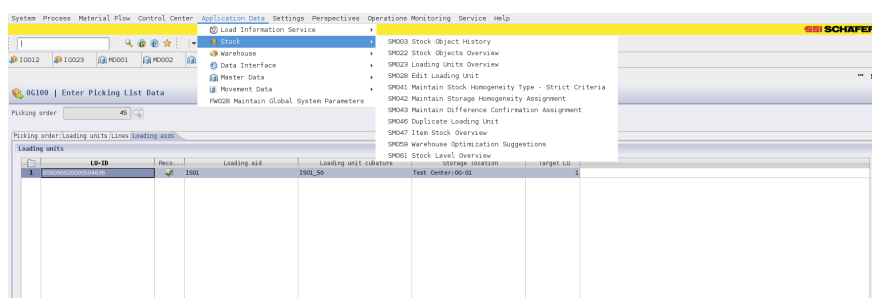 System Process Material Flow Control Center Application Data Settings Perspectives Operations Monitoring Service Help
SSI SCHÄFER
Load Information Service
Stock
Warehouse
Data Interface
Master Data
Movement Data
FW028 Maintain Global System Parameters
SM003 Stock Object History
SM022 Stock Objects Overview
SM023 Loading Units Overview
SM028 Edit Loading Unit
SM041 Maintain Stock Homogeneity Type - Strict Criteria
SM042 Maintain Storage Homogeneity Assignment
SM043 Maintain Difference Confirmation Assignment
SM046 Duplicate Loading Unit
SM047 Item Stock Overview
SM059 Warehouse Optimization Suggestions
SM061 Stock Level Overview
IG012 IG023 MD001 MD002
OG100 | Enter Picking List Data
Picking order 45
Picking order Loading units Lines Loading aids
Loading units
LU-ID Reco... Loading aid Loading unit cubature Storage location Target LU
1 000000020000504636 IS01 IS01_50 Test Center:OG-01 1